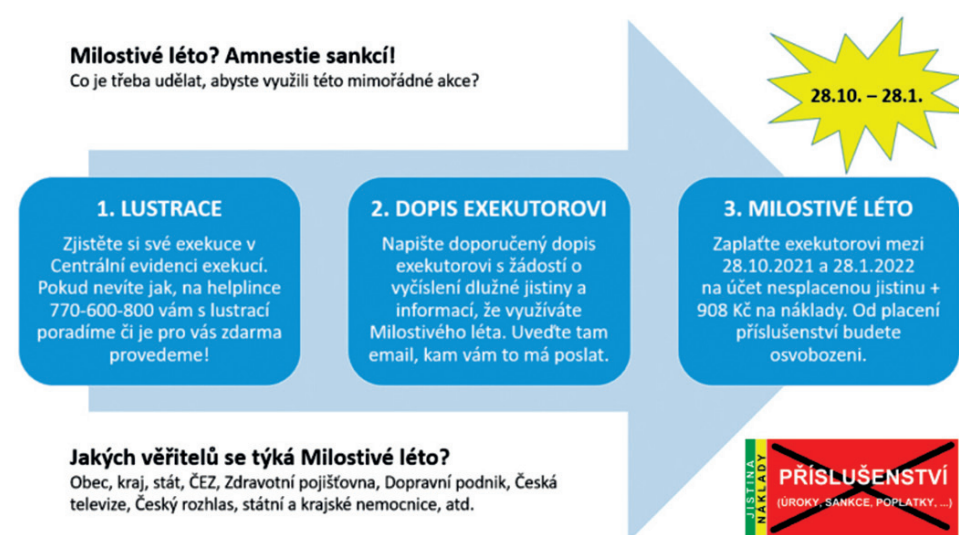 Milostivé léto? Amnestie sankcí!
Co je třeba udělat, abyste využili této mimořádné akce?
28.10. – 28.1.
1. LUSTRACE
Zjistěte si své exekuce v
Centrální evidenci exekucí.
Pokud nevíte jak, na helplince
770-600-800 vám s lustrací
poradíme či je pro vás zdarma
provedeme!
2. DOPIS EXEKUTOROVI
Napište doporučený dopis
exekutorovi s žádostí o
vyčíslení dlužné jistiny a
informací, že využíváte
Milostivého léta. Uveďte tam
email, kam vám to má poslat.
3. MILOSTIVÉ LÉTO
Zaplaťte exekutorovi mezi
28.10.2021 a 28.1.2022
na účet nesplacenou jistinu +
908 Kč na náklady. Od placení
příslušenství budete
osvobozeni.
Jakých věřitelů se týká Milostivé léto?
Obec, kraj, stát, ČEZ, Zdravotní pojišťovna, Dopravní podnik, Česká
televize, Český rozhlas, státní a krajské nemocnice, atd.
JISTINA
NÁKLADY
PŘÍSLUŠENSTVÍ
(ÚROKY, SANKCE, POPLATKY, ...)